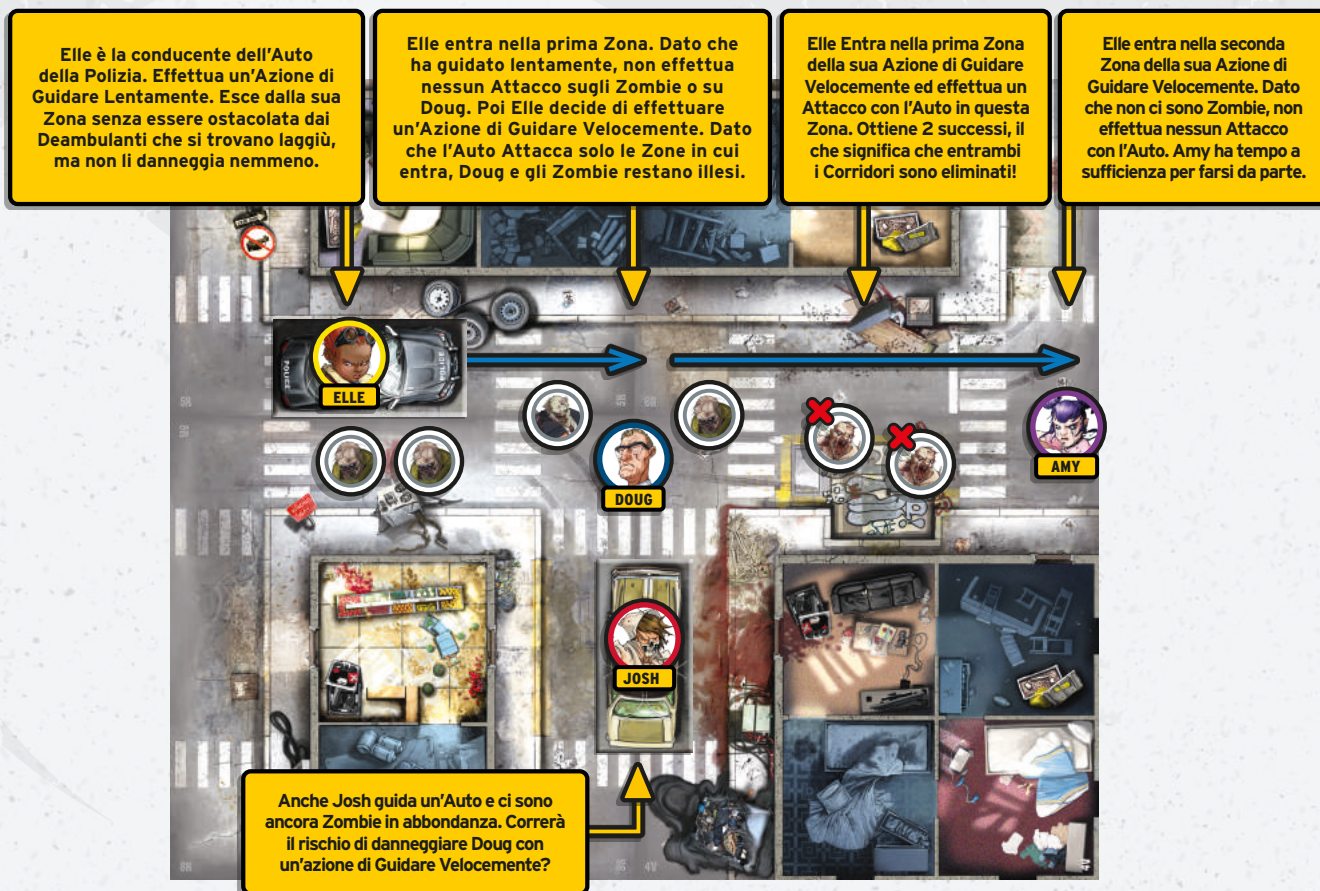 Elle è la conducente dell'Auto
della Polizia. Effettua un'Azione di
Guidare Lentamente. Esce dalla sua
Zona senza essere ostacolata dai
Deambulanti che si trovano laggiù,
ma non li danneggia nemmeno.
Elle entra nella prima Zona. Dato che
ha guidato lentamente, non effettua
nessun Attacco sugli Zombie o su
Doug. Poi Elle decide di effettuare
un'Azione di Guidare Velocemente. Dato
che l'Auto Attacca solo le Zone in cui
entra, Doug e gli Zombie restano illesi.
Elle Entra nella prima Zona
della sua Azione di Guidare
Velocemente ed effettua un
Attacco con l'Auto in questa
Zona. Ottiene 2 successi, il
che significa che entrambi
i Corridori sono eliminati!
Elle entra nella seconda
Zona della sua Azione di
Guidare Velocemente. Dato
che non ci sono Zombie, non
effettua nessun Attacco
con l'Auto. Amy ha tempo a
sufficienza per farsi da parte.
POLICE
POLICE
ELLE
DOUG
AMY
JOSH
Anche Josh guida un'Auto e ci sono
ancora Zombie in abbondanza. Correrà
il rischio di danneggiare Doug con
un'azione di Guidare Velocemente?
4V
4V